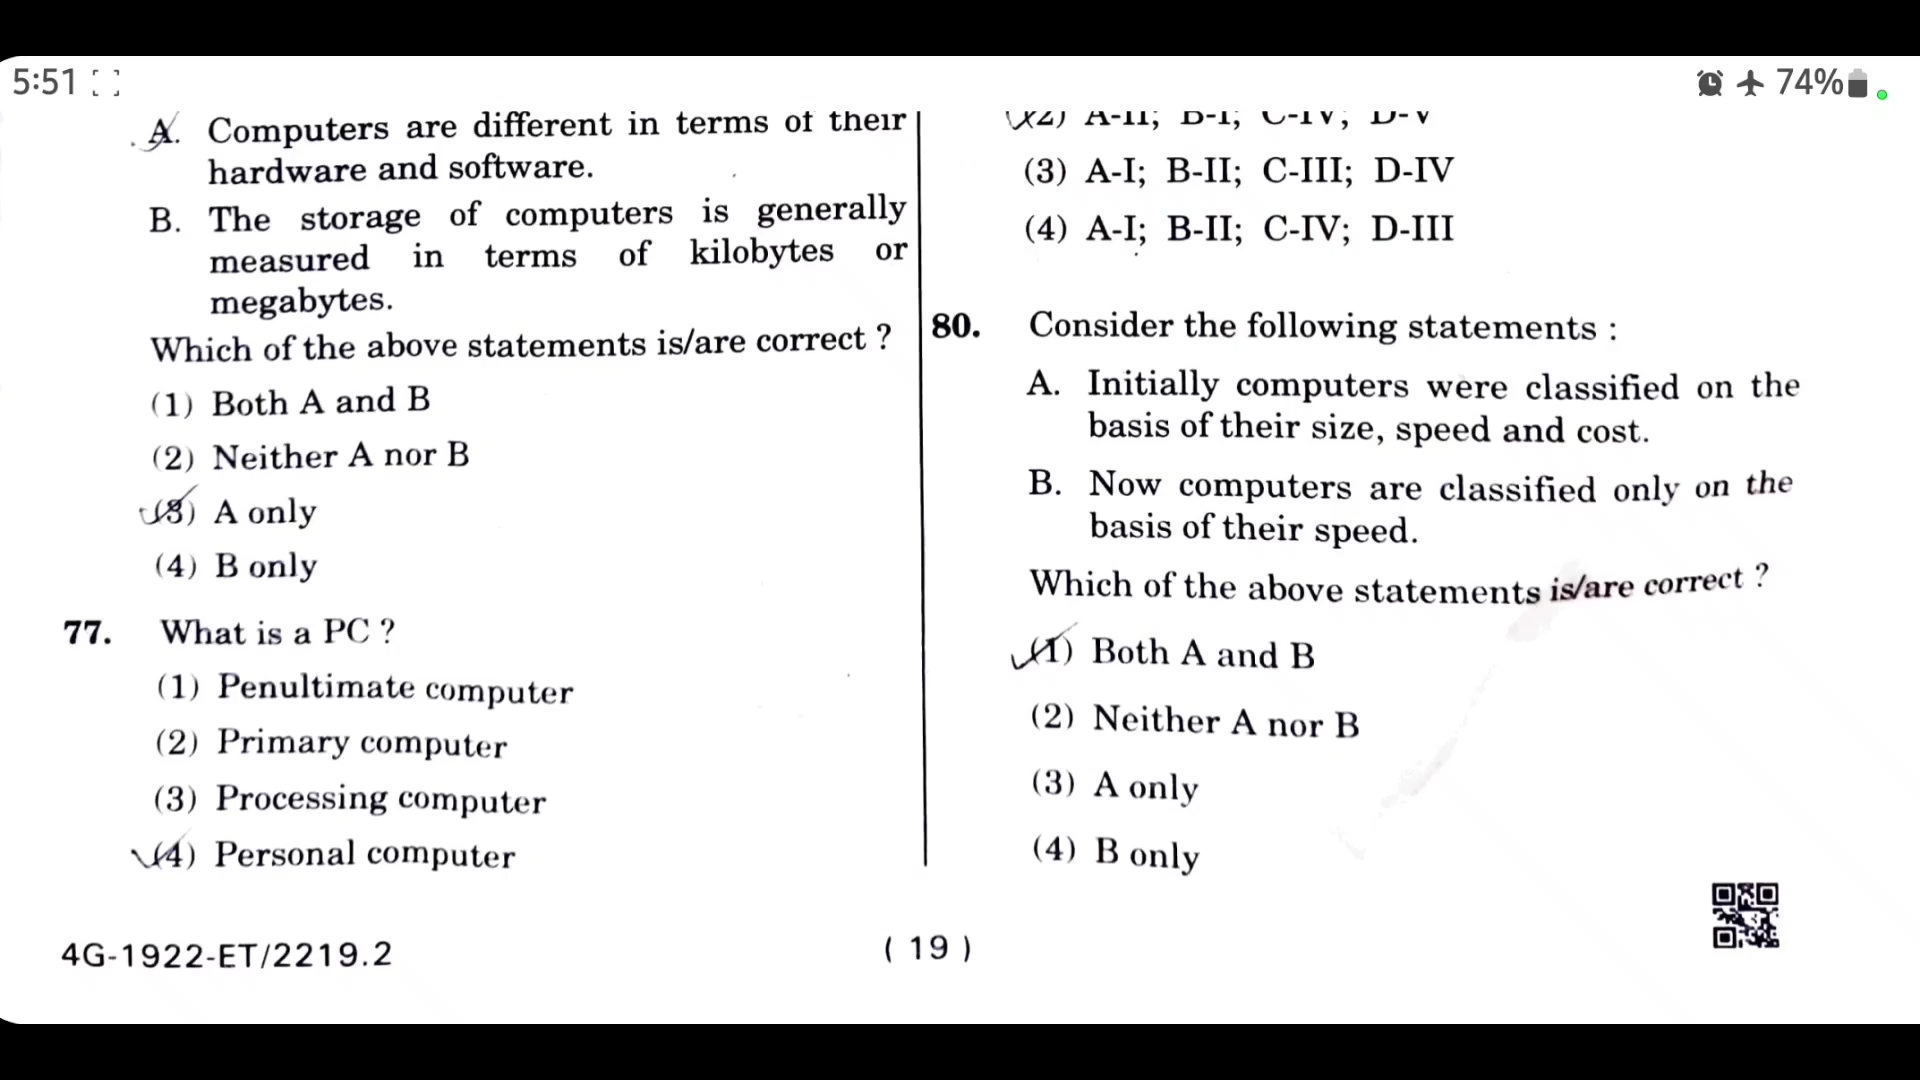 5:51
74%
A. Computers are different in terms of their
hardware and software.
B. The storage of computers is generally
measured in terms of kilobytes or
megabytes.
Which of the above statements is/are correct ?
(1) Both A and B
(2) Neither A nor B
(3) A only
(4) B only
77. What is a PC ?
(1) Penultimate computer
(2) Primary computer
(3) Processing computer
(4) Personal computer
(2) A-II; B-I; C-IV; D-V
(3) A-I; B-II; C-III; D-IV
(4) A-I; B-II; C-IV; D-III
80. Consider the following statements :
A. Initially computers were classified on the
basis of their size, speed and cost.
B. Now computers are classified only on the
basis of their speed.
Which of the above statements is/are correct ?
(1) Both A and B
(2) Neither A nor B
(3) A only
(4) B only
4G-1922-ET/2219.2
( 19 )